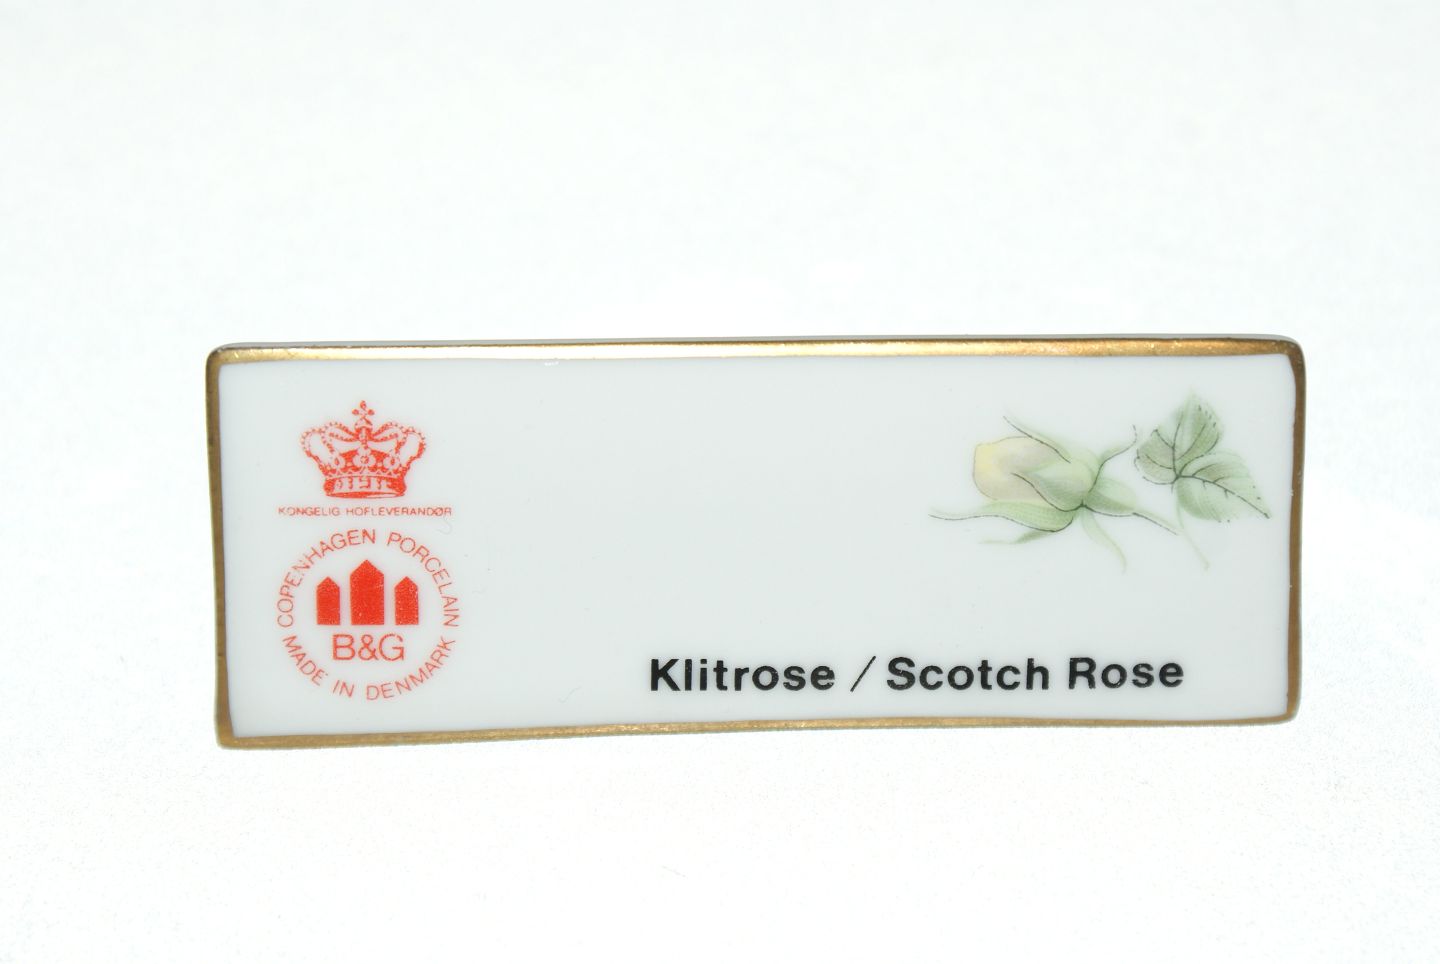 KONGELIG HOFLEVERANDØR
COPENHAGEN PORCELAIN
B&G
MADE IN DENMARK
Klitrose / Scotch Rose